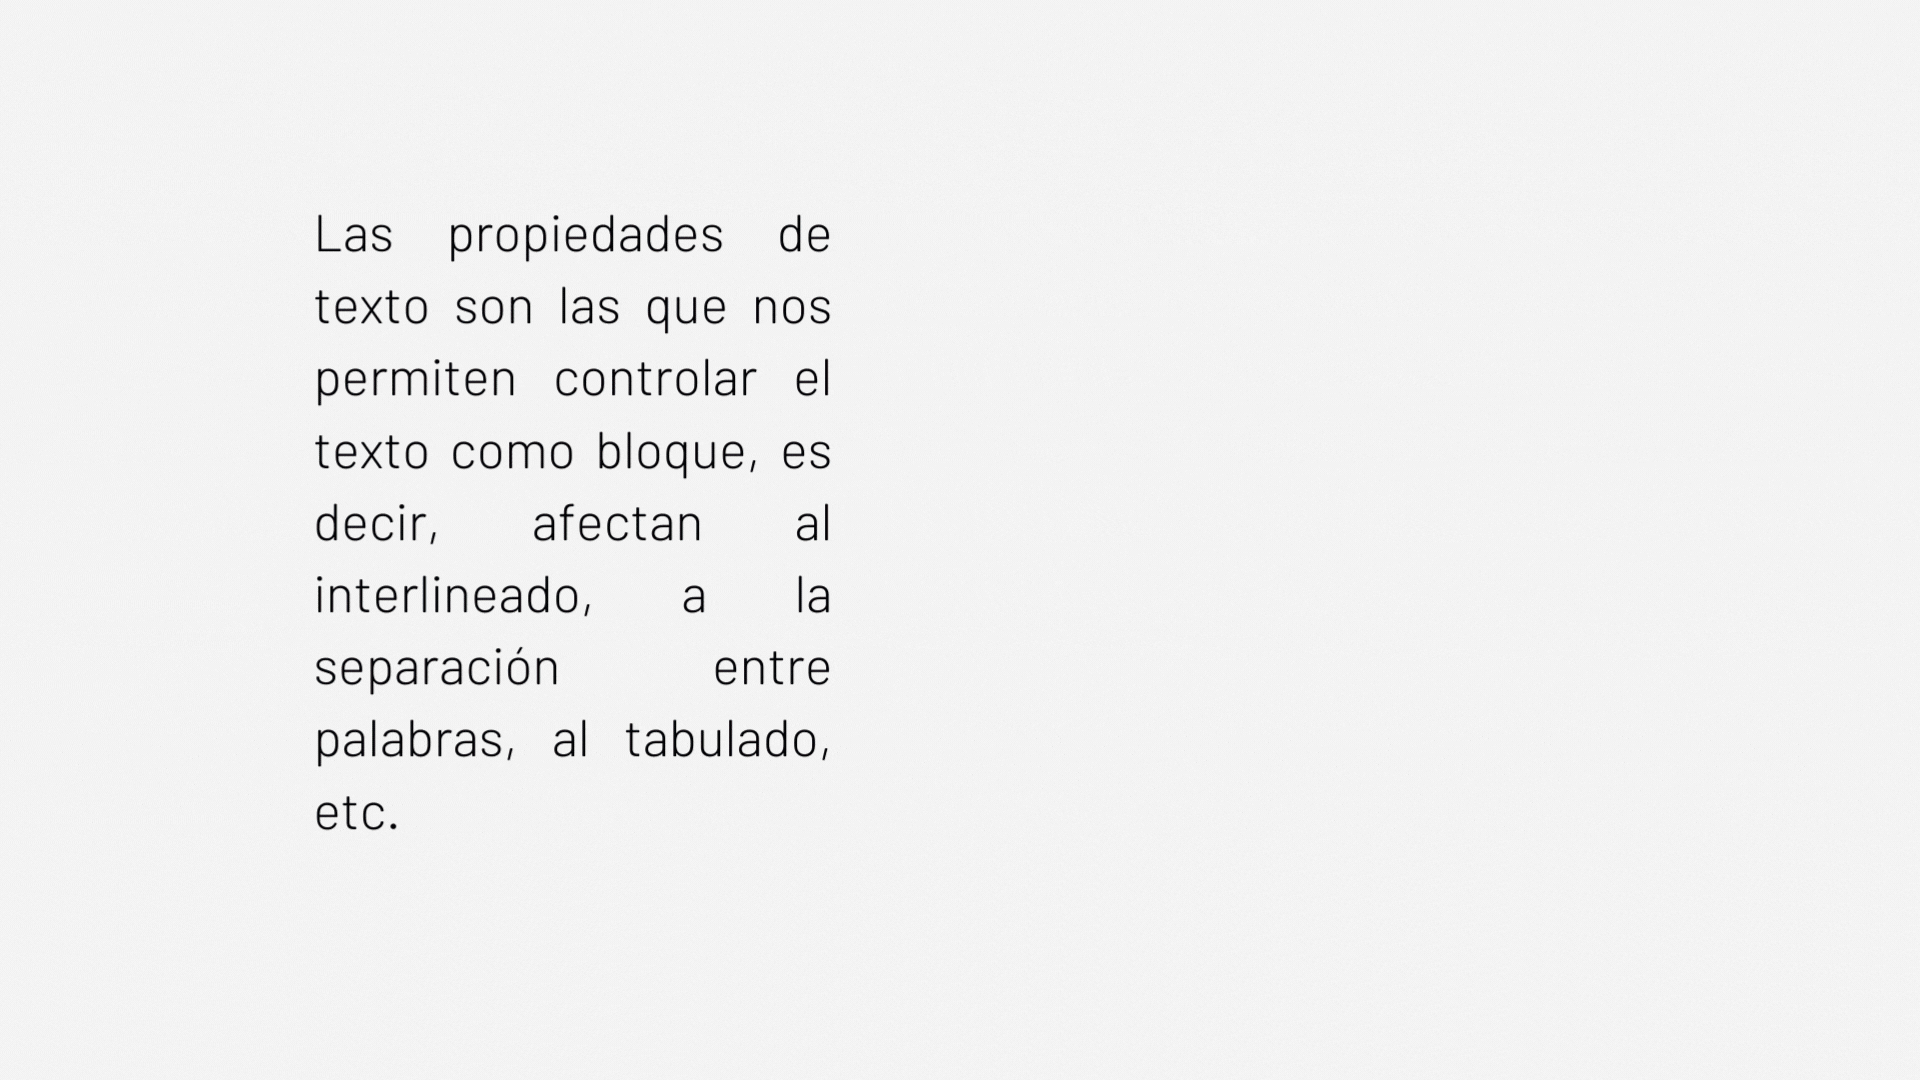 Las propiedades de
texto son las que nos
permiten controlar el
texto como bloque, es
decir, afectan al
interlineado, a la
separación entre
palabras, al tabulado,
etc.